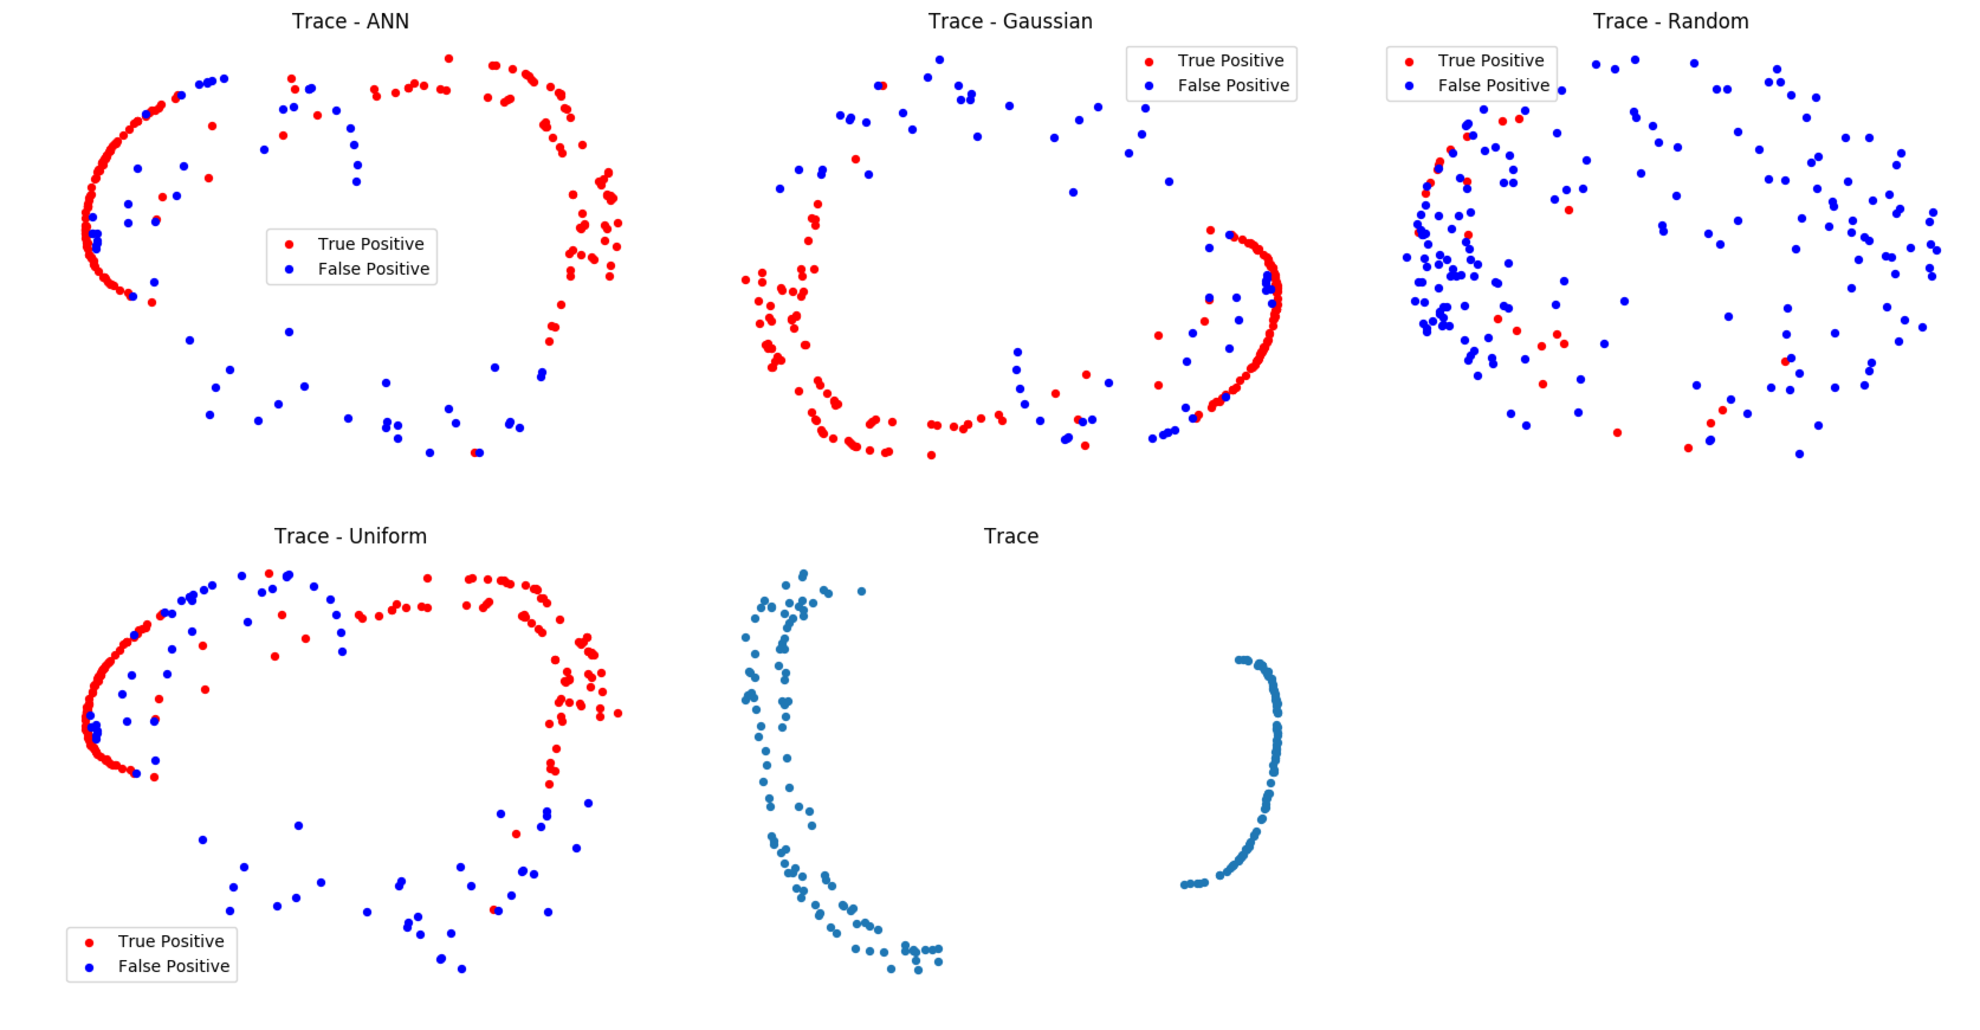 Trace - ANN
True Positive
False Positive
Trace - Gaussian
True Positive
False Positive
Trace - Random
True Positive
False Positive
Trace - Uniform
True Positive
False Positive
Trace